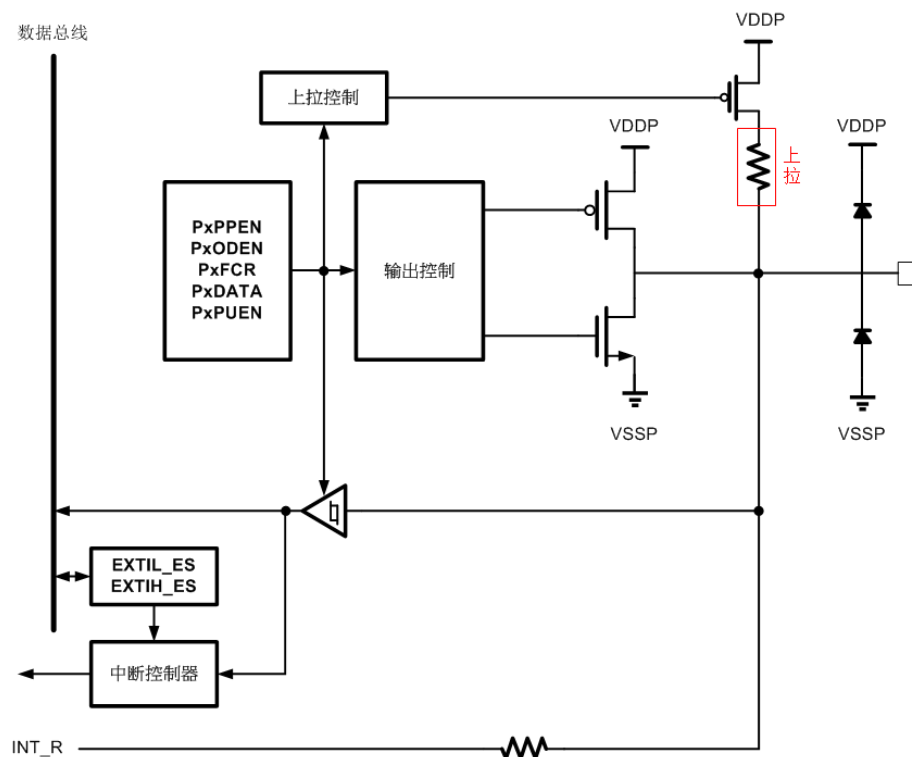 数据总线
VDDP
上拉控制
VDDP
上
拉
VDDP
PxPPEN
PxODEN
PxFCR
PxDATA
PxPUEN
输出控制
VSSP
VSSP
EXTIL_ES
EXTIH_ES
中断控制器
INT_R